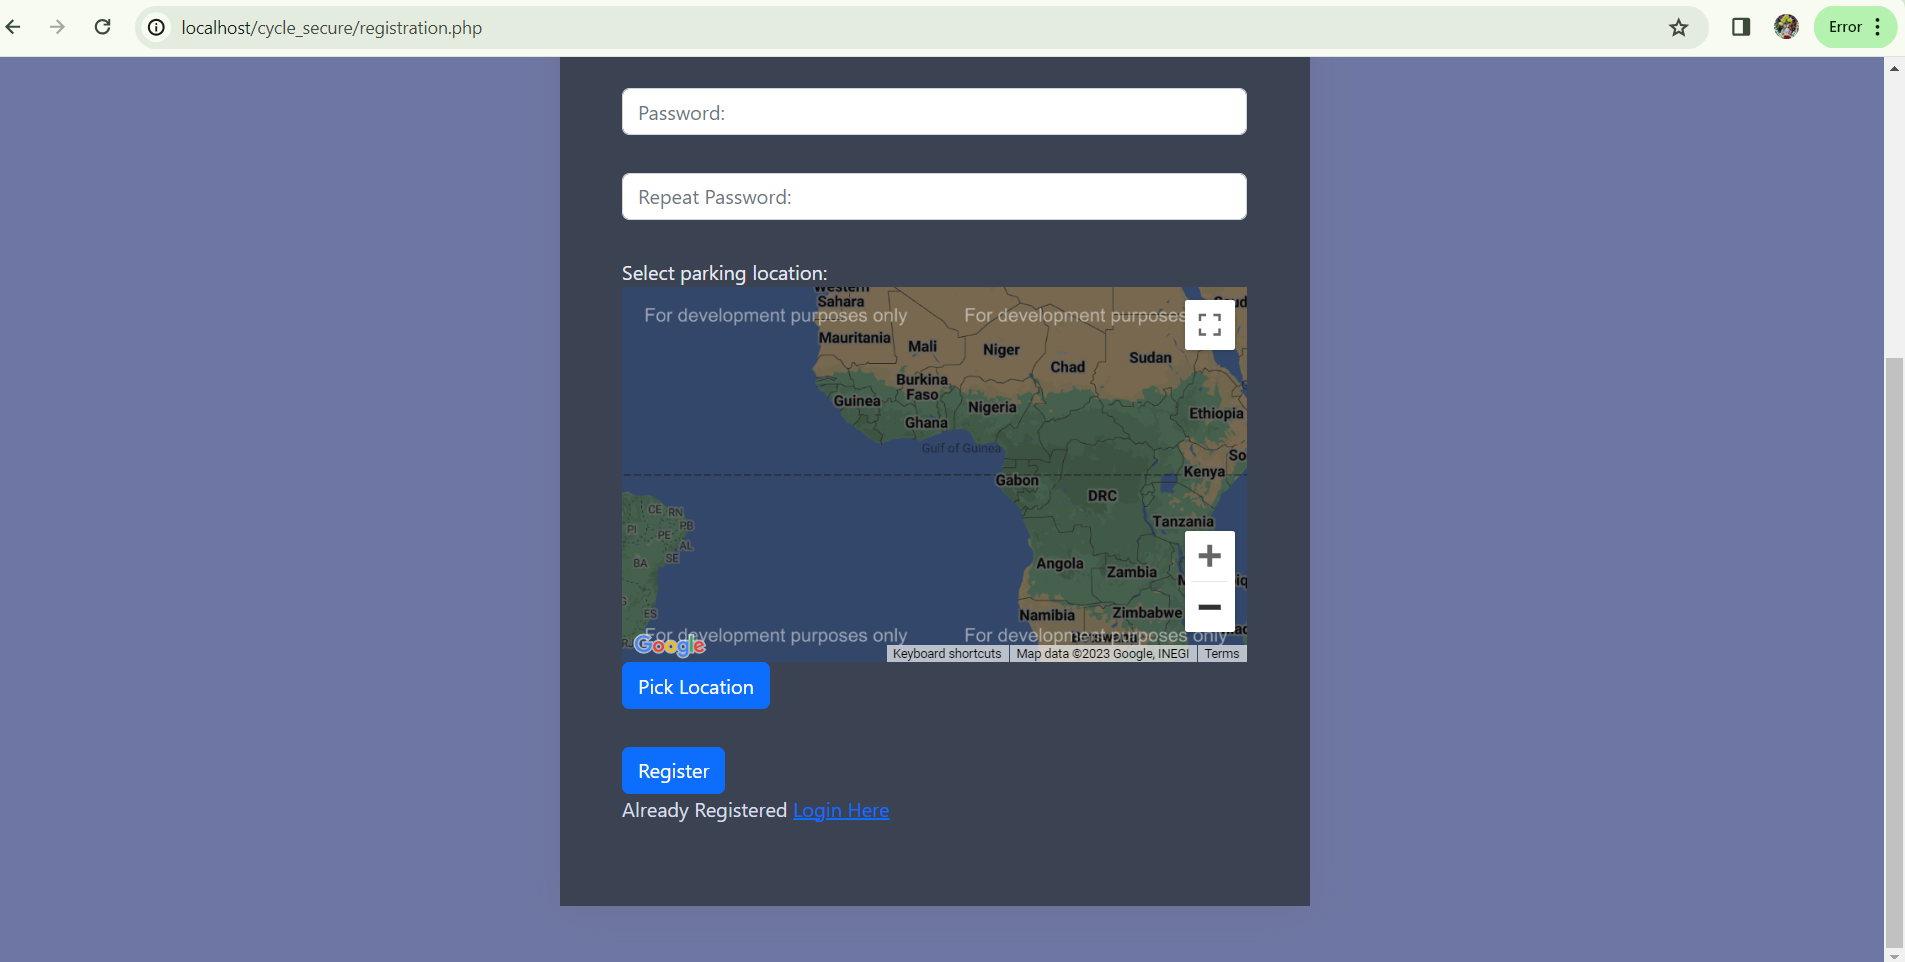 localhost/cycle_secure/registration.php
Error
Password:
Repeat Password:
Select parking location:
Western
Sahara
For development purposes only
For development purposes
Mauritania
Mali
Niger
Chad
Sudan
Burkina
Faso
Guinea
Nigeria
Ghana
Ethiopia
Gulf of Guinea
Kenya
Gabon
DRC
Tanzania
CE
RN
PI
PB
PE
AL
SE
BA
Angola
Zambia
ES
Namibia
Zimbabwe
For development purposes only
For development purposes only
Google
Keyboard shortcuts
Map data ©2023 Google, INEGI
Terms
Pick Location
Register
Already Registered Login Here